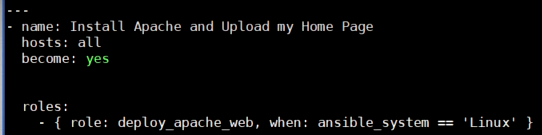 ---
- name: Install Apache and Upload my Home Page
  hosts: all
  become: yes


  roles:
    - { role: deploy_apache_web, when: ansible_system == 'Linux' }